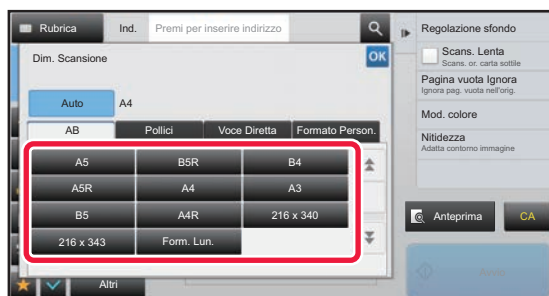 Rubrica
Ind.
Premi per inserire indirizzo
Dim. Scansione
OK
Auto
A4
AB
Pollici
Voce Diretta
Formato Person.
A5
B5R
B4
A5R
A4
A3
B5
A4R
216 x 340
216 x 343
Form. Lun.
Altri
Regolazione sfondo
Scans. Lenta
Scans. or. carta sottile
Pagina vuota Ignora
Ignora pag. vuota nell'orig.
Mod. colore
Nitidezza
Adatta contorno immagine
Anteprima
CA